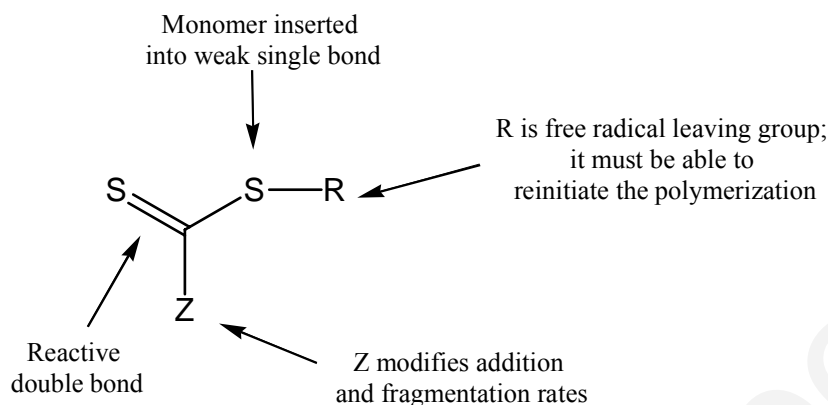 Monomer inserted
into weak single bond
R is free radical leaving group;
it must be able to
reinitiate the polymerization
S
S
R
Z
Reactive
double bond
Z modifies addition
and fragmentation rates